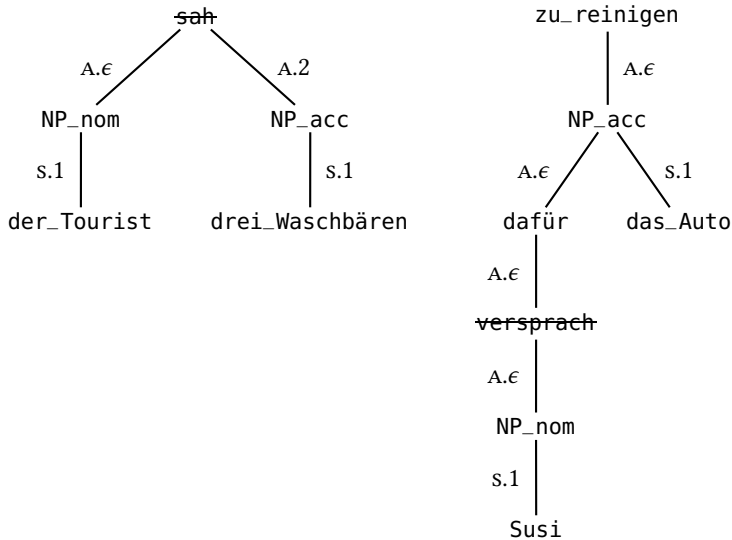 sah
A.ϵ A.2
NP_nom NP_acc
s.1 s.1
der_Tourist drei_Waschbären
zu_reinigen
A.ϵ
NP_acc
A.ϵ s.1
dafür das_Auto
A.ϵ
versprach
A.ϵ
NP_nom
s.1
Susi